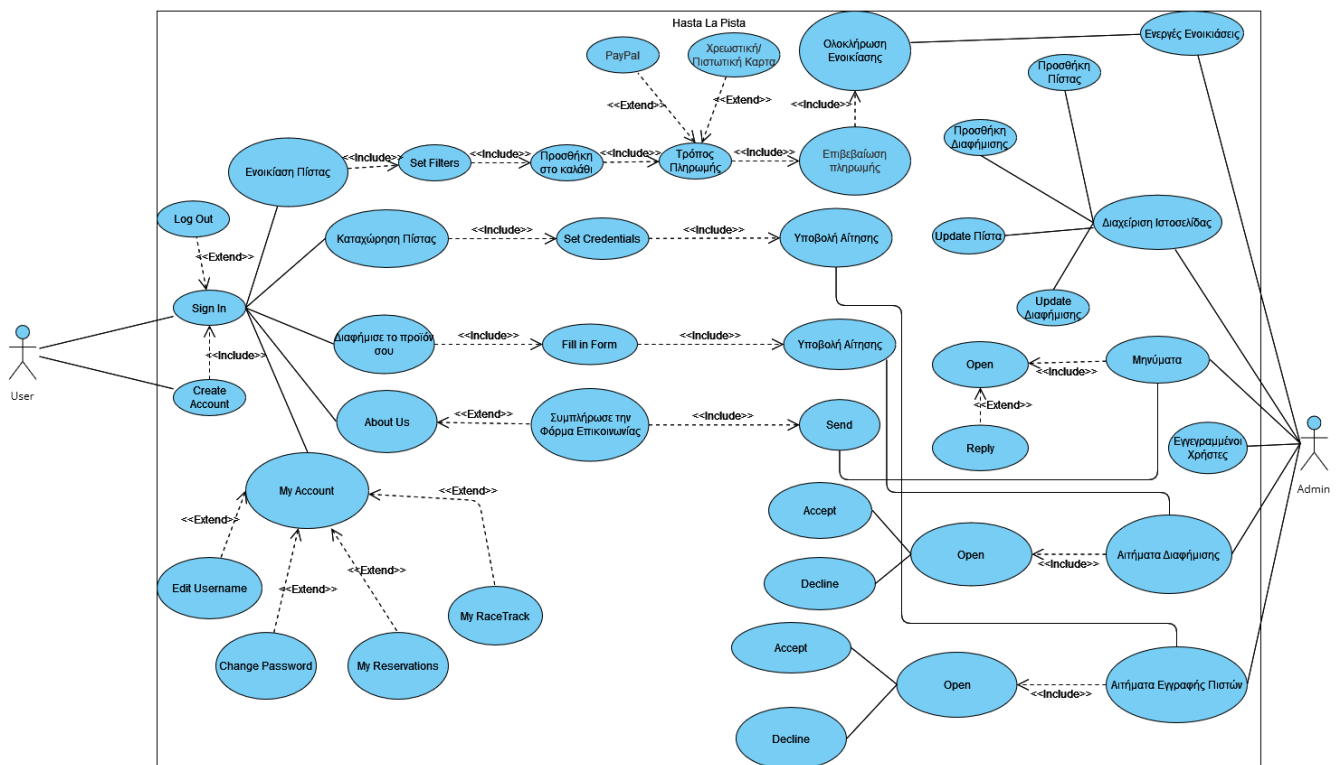 Hasta La Pista
PayPal
Χρεωστική/
Πιστωτική Καρτα
Ολοκλήρωση
Ενοικίασης
Ενεργές Ενοικιάσεις
Προσθήκη
Πίστας
<<Extend>>
<<Extend>>
<<Include>>
Προσθήκη
Διαφήμισης
Ενοικίαση Πίστας
<<Include>>
Set Filters
<<Include>>
Προσθήκη
στο καλάθι
<<Include>>
Τρόπος
Πληρωμής
<<Include>>
Επιβεβαίωση
πληρωμής
Log Out
<<Extend>>
Καταχώρηση Πίστας
<<Include>>
Set Credentials
<<Include>>
Υποβολή Αίτησης
Update Πίστα
Διαχείριση Ιστοσελίδας
Sign In
Update
Διαφήμισης
<<Include>>
Διαφήμισε το προϊόν
σου
<<Include>>
Fill in Form
<<Include>>
Υποβολή Αίτησης
Open
<<Include>>
Μηνύματα
User
Create
Account
About Us
<<Extend>>
Συμπλήρωσε την
Φόρμα Επικοινωνίας
<<Include>>
Send
<<Extend>>
Reply
Εγγεγραμμένοι
Χρήστες
Admin
My Account
<<Extend>>
<<Extend>>
<<Extend>>
<<Extend>>
Edit Username
Change Password
My Reservations
My RaceTrack
Accept
Decline
Open
<<Include>>
Αιτήματα Διαφήμισης
Accept
Decline
Open
<<Include>>
Αιτήματα Εγγραφής Πιστών